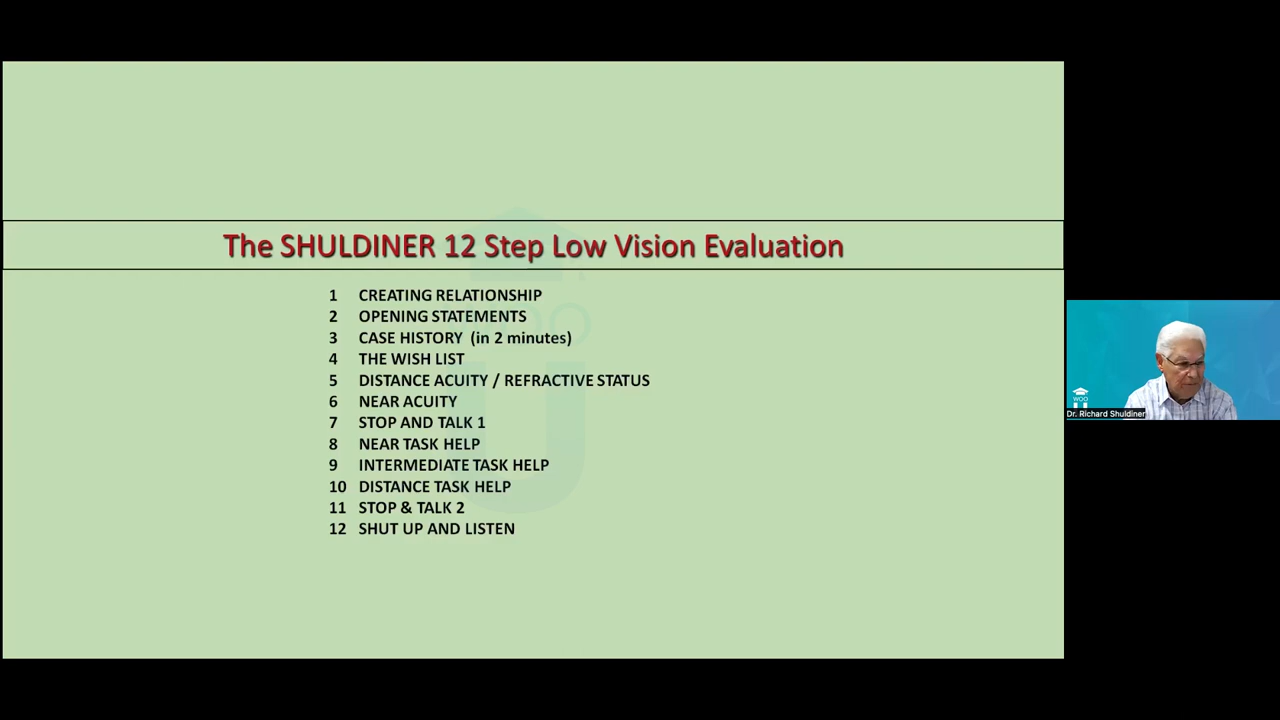 The SHULDINER 12 Step Low Vision Evaluation
1 CREATING RELATIONSHIP
2 OPENING STATEMENTS
3 CASE HISTORY (in 2 minutes)
4 THE WISH LIST
5 DISTANCE ACUITY / REFRACTIVE STATUS
6 NEAR ACUITY
7 STOP AND TALK 1
8 NEAR TASK HELP
9 INTERMEDIATE TASK HELP
10 DISTANCE TASK HELP
11 STOP & TALK 2
12 SHUT UP AND LISTEN
WOO
U
WOO
U
Dr. Richard Shuldiner